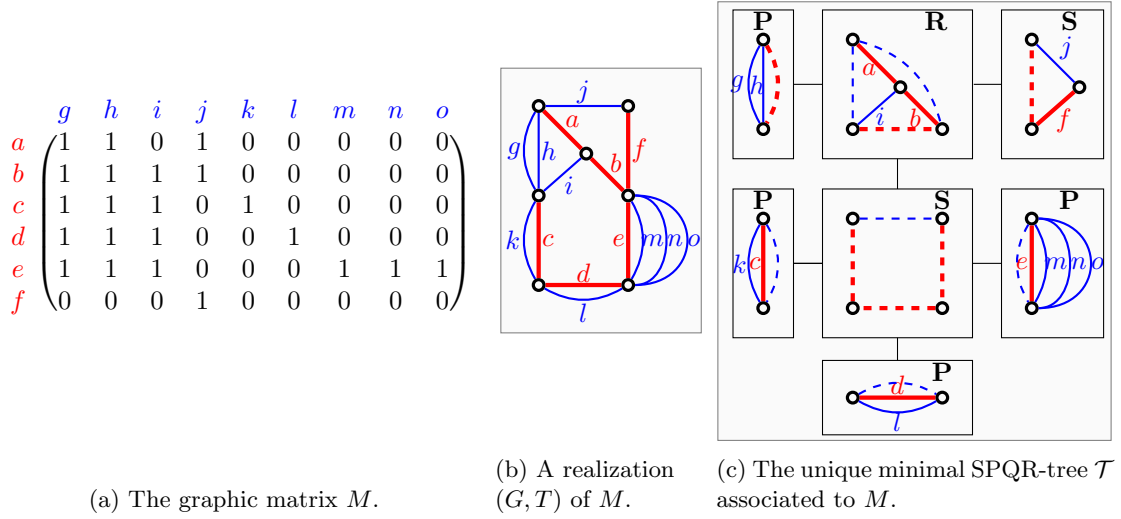 g h i j k l m n o
a 1 1 0 1 0 0 0 0 0
b 1 1 1 1 0 0 0 0 0
c 1 1 1 0 1 0 0 0 0
d 1 1 1 0 0 1 0 0 0
e 1 1 1 0 0 0 1 1 1
f 0 0 0 1 0 0 0 0 0
(a) The graphic matrix M.
j
a
g h b f
i
k c e m n o
d
l
(b) A realization
(G, T) of M.
P R S
g h a i b j f
P S P
k c e m n o
P
d
l
(c) The unique minimal SPQR-tree 𝒯
associated to M.